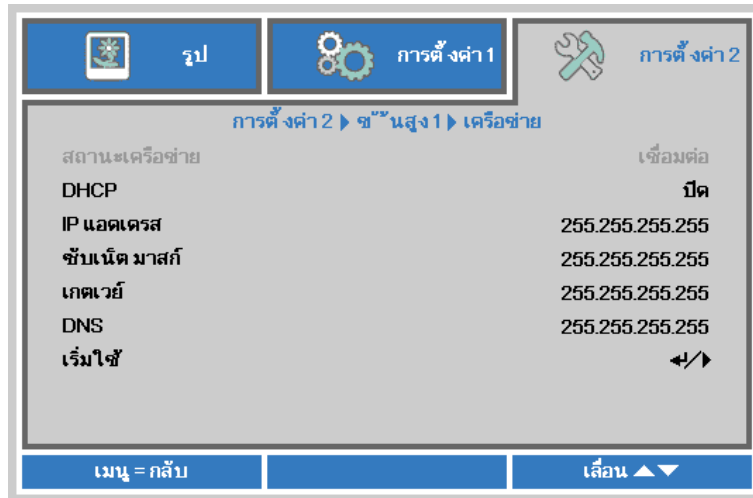 รูป
การตั้งค่า 1
การตั้งค่า 2
การตั้งค่า 2 ▶ ขั้นสูง 1 ▶ เครือข่าย
สถานะเครือข่าย เชื่อมต่อ
DHCP ปิด
IP แอดเดรส 255.255.255.255
ซับเน็ต มาสก์ 255.255.255.255
เกตเวย์ 255.255.255.255
DNS 255.255.255.255
เริ่มใช้ ↵/▶
เมนู = กลับ
เลื่อน ▲▼